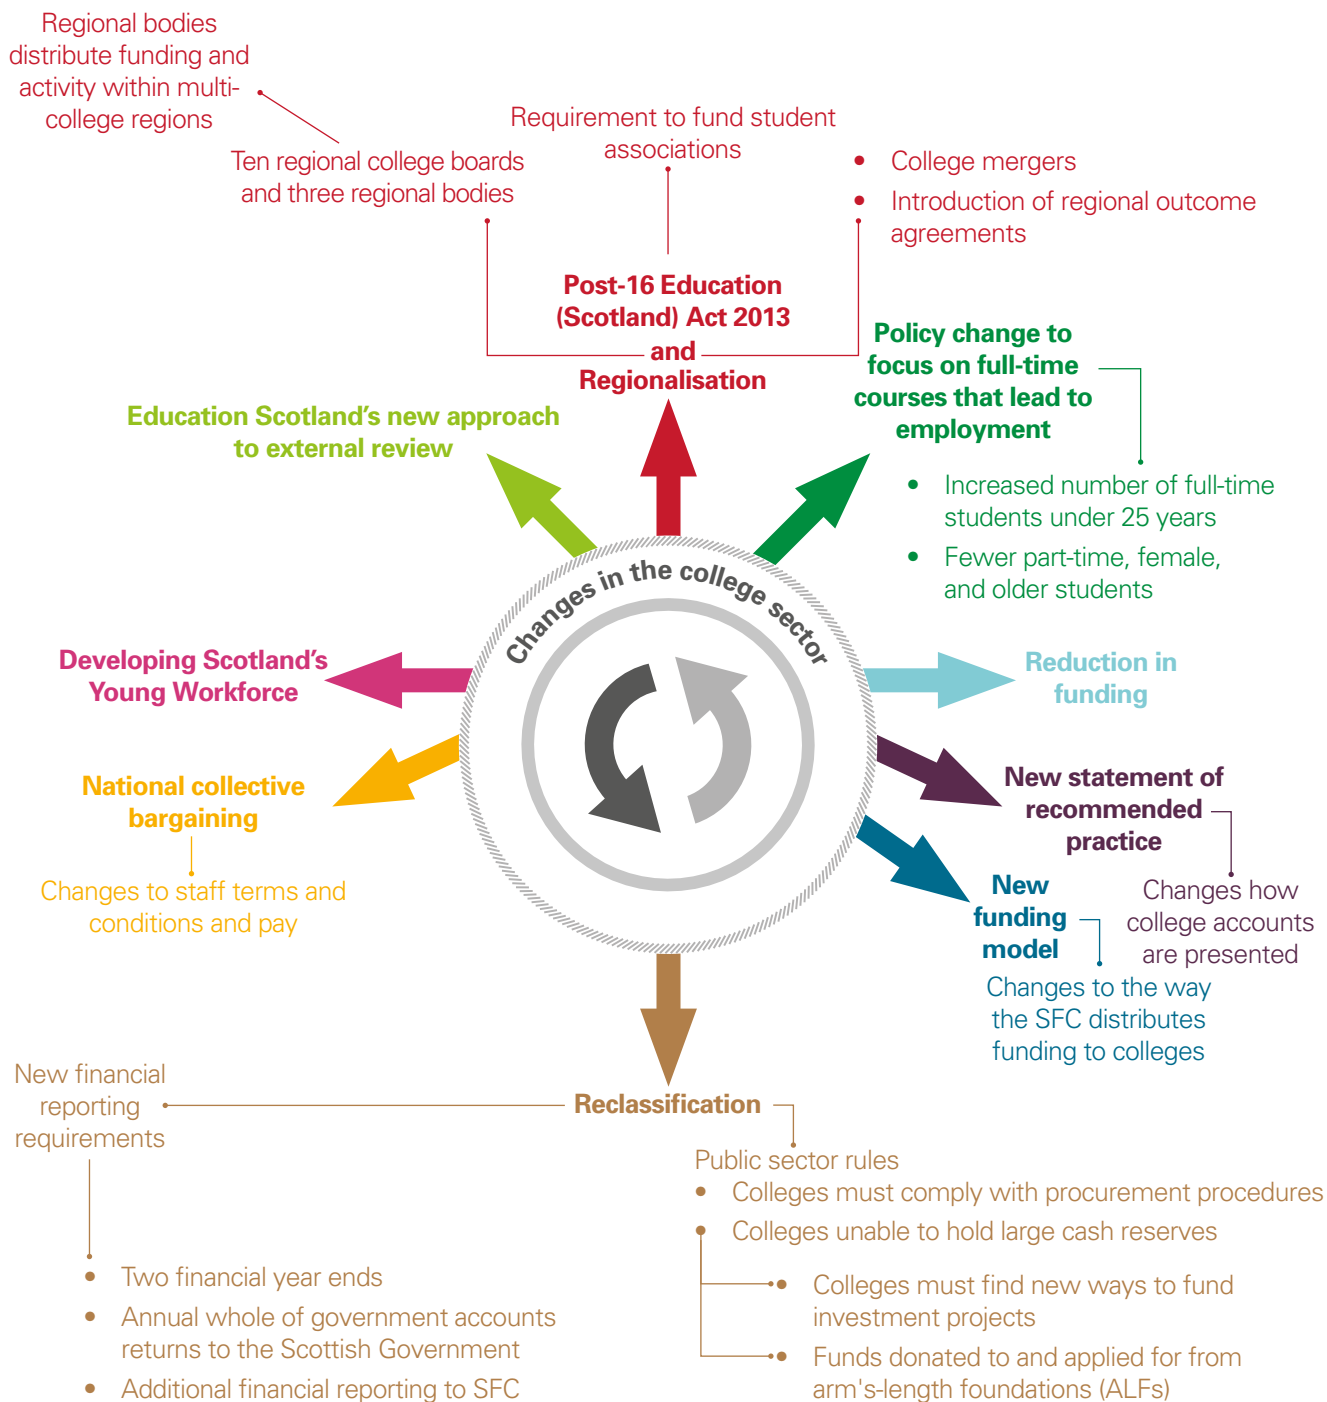 Regional bodies
distribute funding and
activity within multi-
college regions
Ten regional college boards
and three regional bodies
Requirement to fund student
associations
• College mergers
• Introduction of regional outcome
agreements
Post-16 Education
(Scotland) Act 2013
and
Regionalisation
Policy change to
focus on full-time
courses that lead to
employment
• Increased number of full-time
students under 25 years
• Fewer part-time, female,
and older students
Education Scotland's new approach
to external review
Changes in the college sector
Developing Scotland's
Young Workforce
Reduction in
funding
National collective
bargaining
Changes to staff terms and
conditions and pay
New statement of
recommended
practice
Changes how
college accounts
are presented
New
funding
model
Changes to the way
the SFC distributes
funding to colleges
Reclassification
New financial
reporting
requirements
• Two financial year ends
• Annual whole of government accounts
returns to the Scottish Government
• Additional financial reporting to SFC
Public sector rules
• Colleges must comply with procurement procedures
• Colleges unable to hold large cash reserves
• Colleges must find new ways to fund
investment projects
• Funds donated to and applied for from
arm's-length foundations (ALFs)